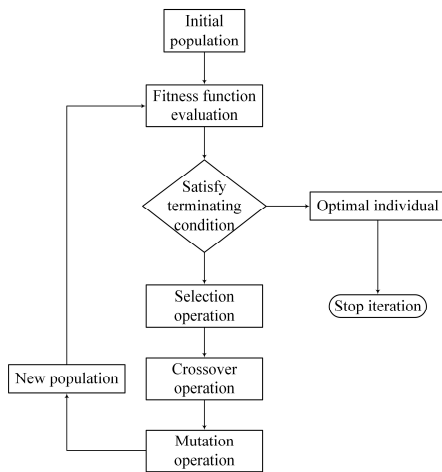 Initial
population
Fitness function
evaluation
Satisfy
terminating
condition
Optimal individual
Stop iteration
Selection
operation
Crossover
operation
New population
Mutation
operation